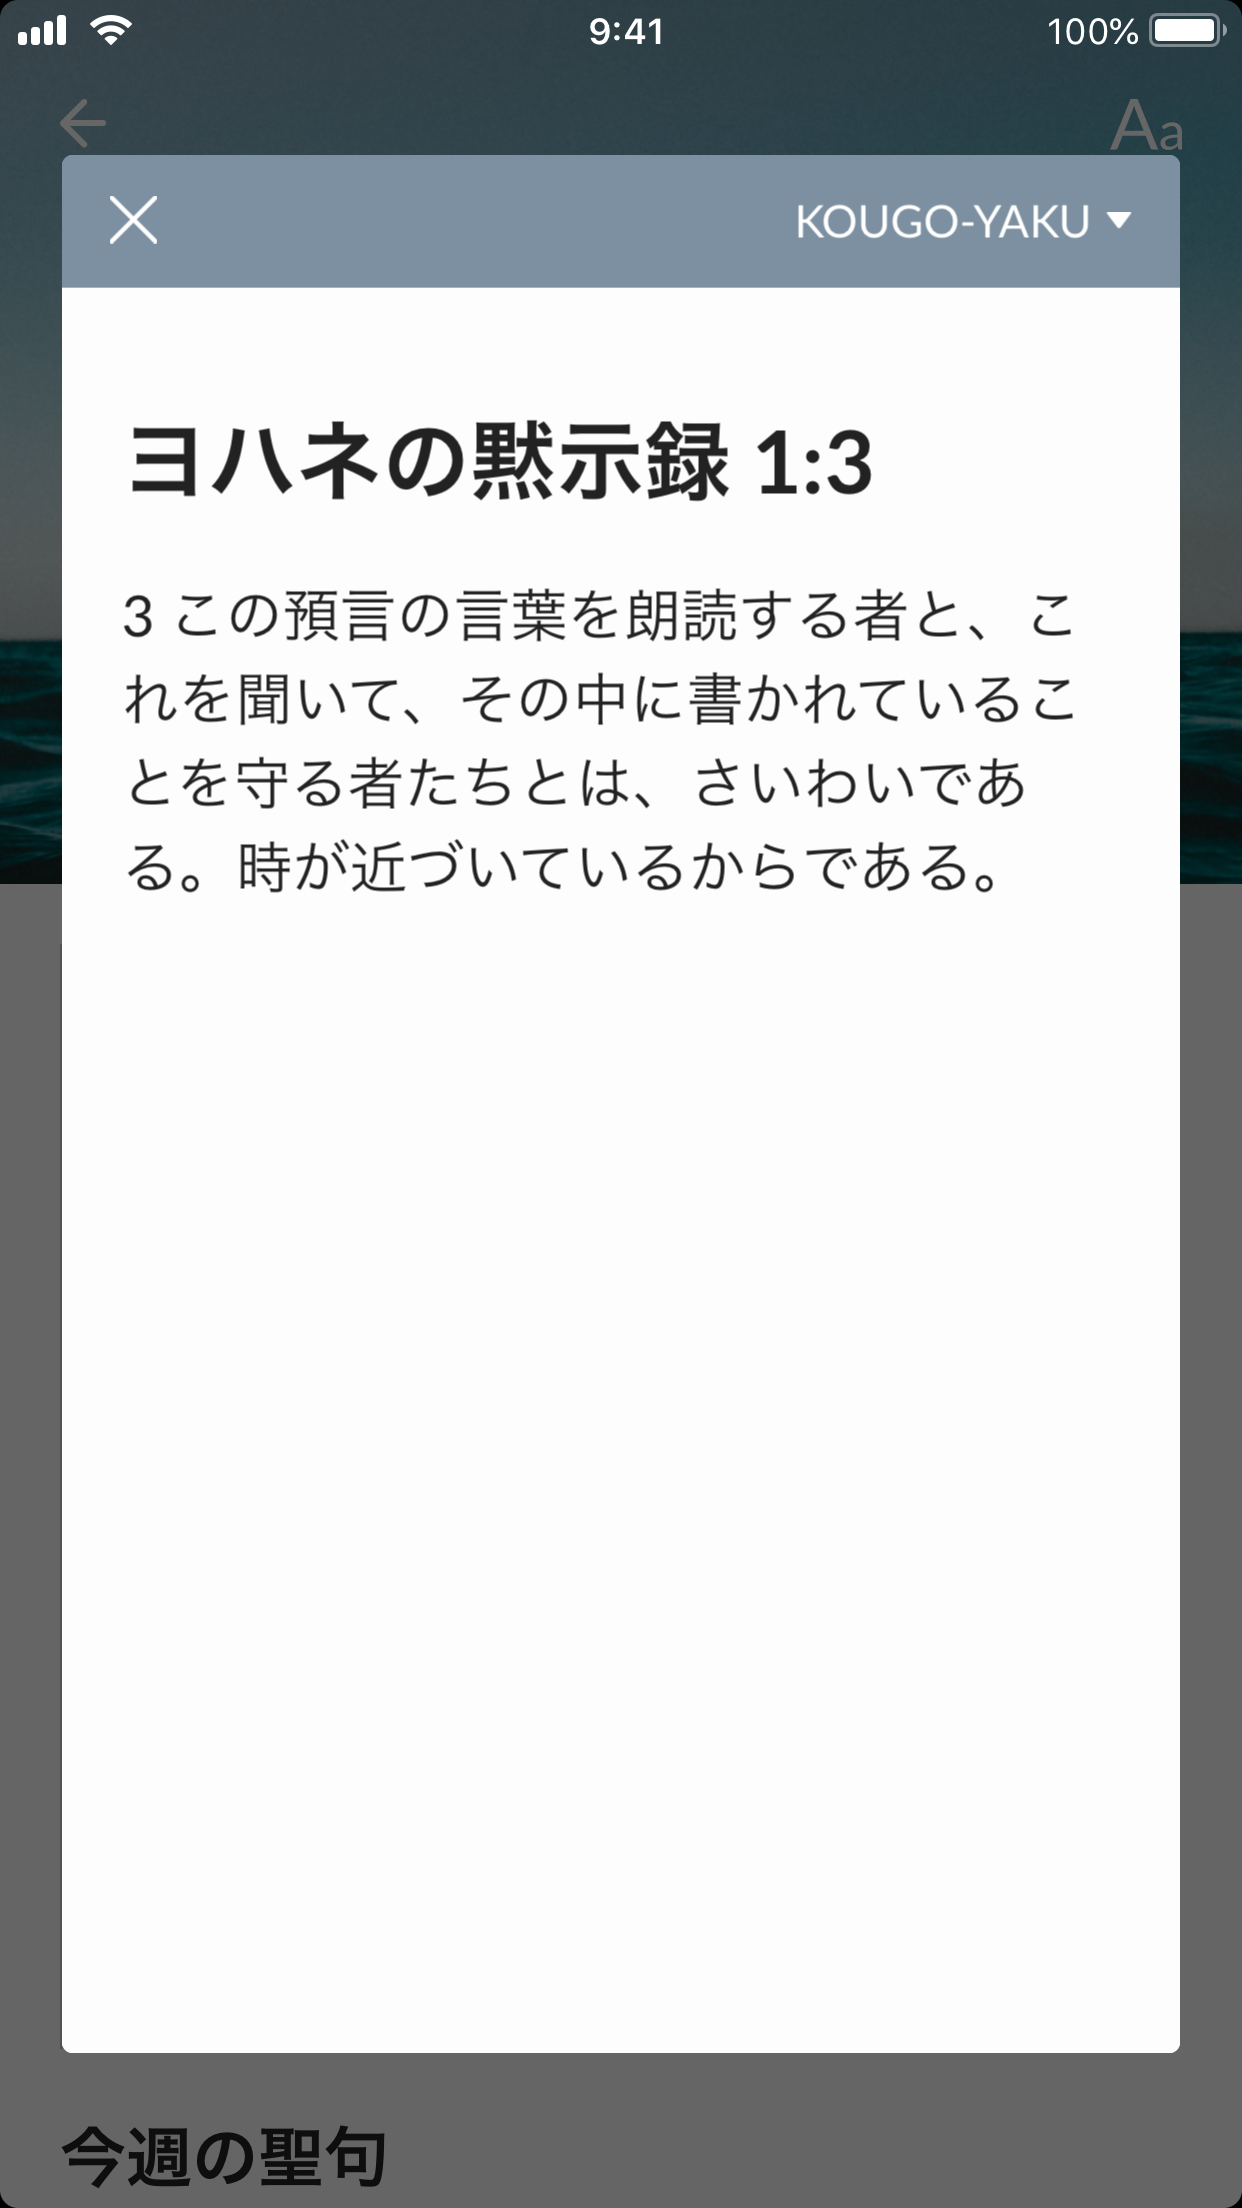 9:41
100%
Aa
KOUGO-YAKU
ヨハネの黙示録 1:3
3 この預言の言葉を朗読する者と、こ
れを聞いて、その中に書かれているこ
とを守る者たちとは、さいわいであ
る。時が近づいているからである。
今週の聖句